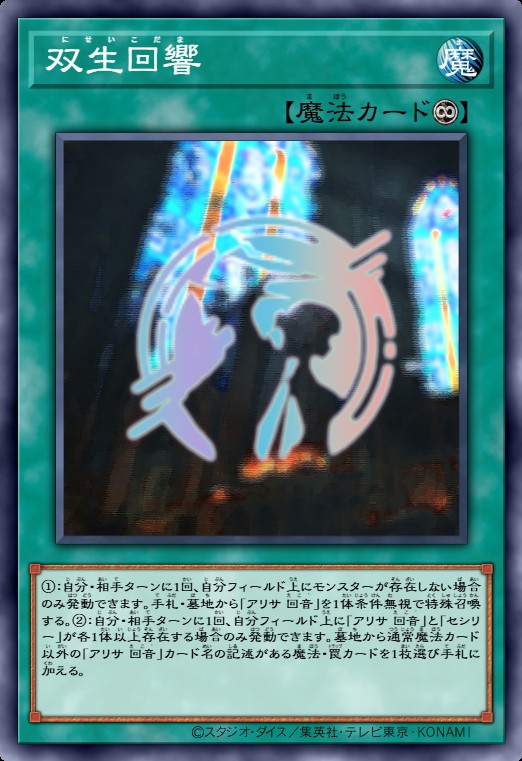 にせいこだま
双生回響
魔
【魔法カード♾】
①:自分・相手ターンに1回、自分フィールド上にモンスターが存在しない場合
のみ発動できます。手札・墓地から「アリサ 回音」を1体条件無視で特殊召喚
する。②:自分・相手ターンに1回、自分フィールド上に「アリサ 回音」と「セシリ
ー」が各1体以上存在する場合のみ発動できます。墓地から通常魔法カード
以外の「アリサ 回音」カード名の記述がある魔法・罠カードを1枚選び手札に
加える。
©スタジオ・ダイス/集英社・テレビ東京・KONAMI